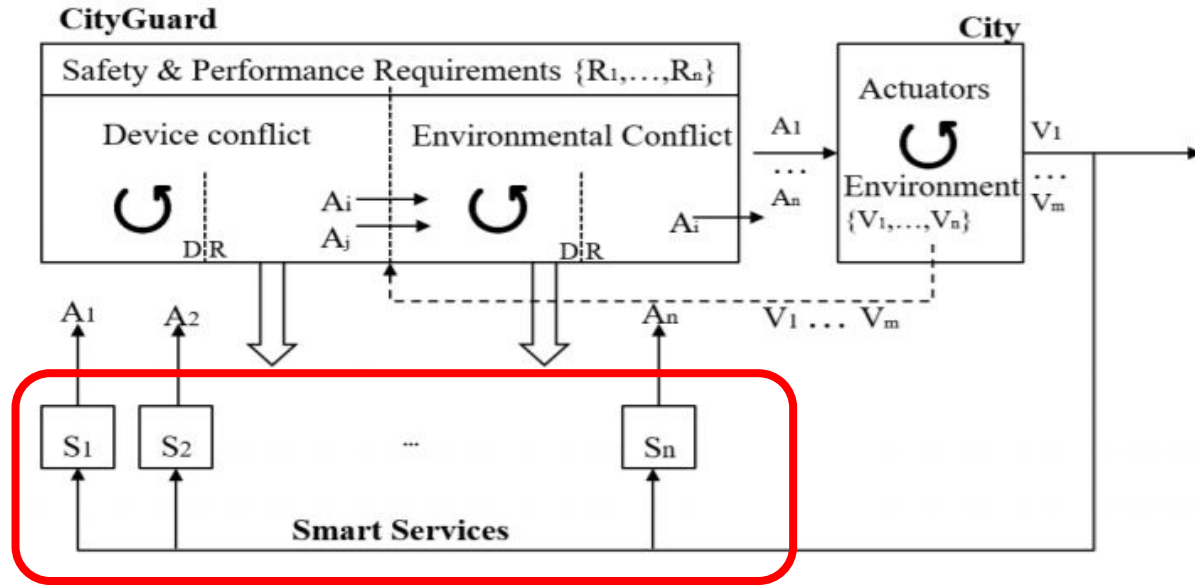 CityGuard
City
Safety & Performance Requirements {R1,...,Rn}
Device conflict
Environmental Conflict
Ai
Aj
D R
D R
Ai
A1
...
An
Actuators
Environment
{V1,...,Vn}
V1
...
Vm
V1 ... Vm
A1
A2
An
S1
S2
...
Sn
Smart Services